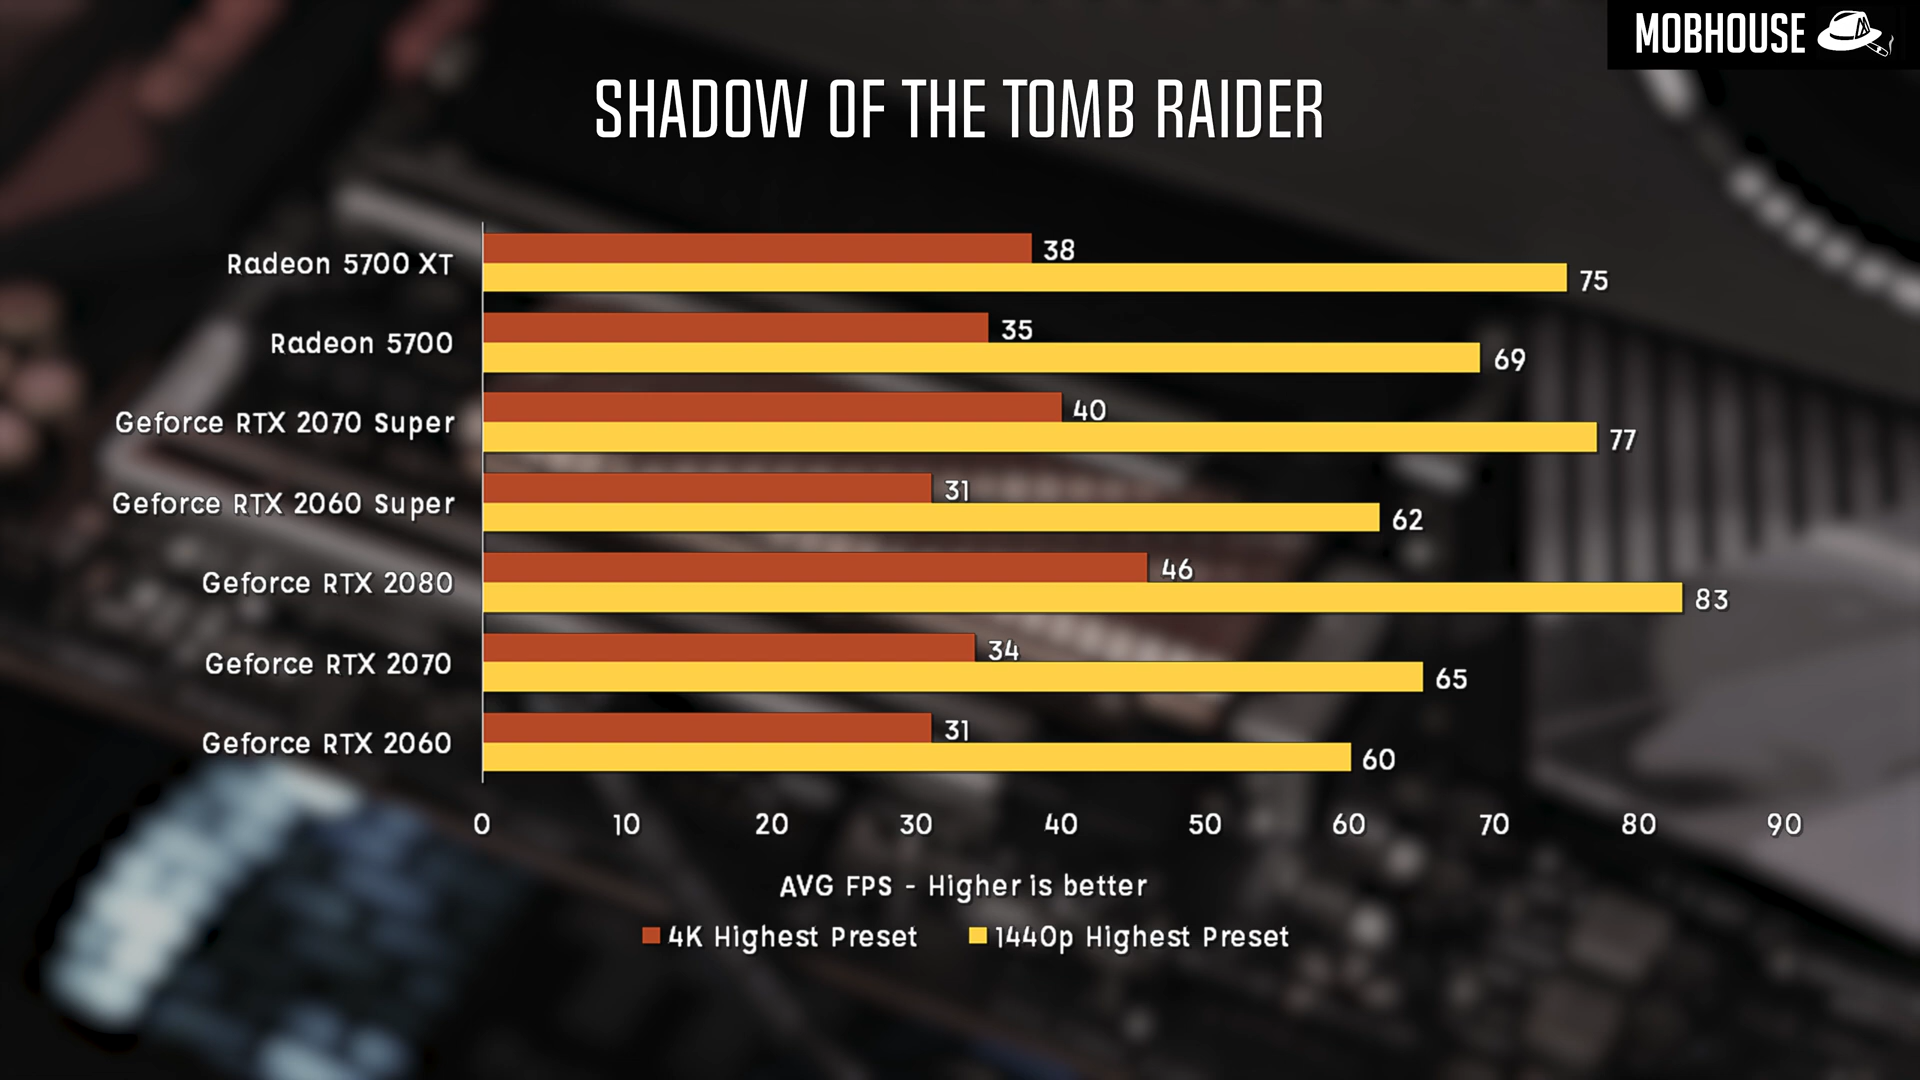 MOBHOUSE
SHADOW OF THE TOMB RAIDER
Radeon 5700 XT
38
75
Radeon 5700
35
69
Geforce RTX 2070 Super
40
77
Geforce RTX 2060 Super
31
62
Geforce RTX 2080
46
83
Geforce RTX 2070
34
65
Geforce RTX 2060
31
60
0 10 20 30 40 50 60 70 80 90
AVG FPS - Higher is better
4K Highest Preset 1440p Highest Preset